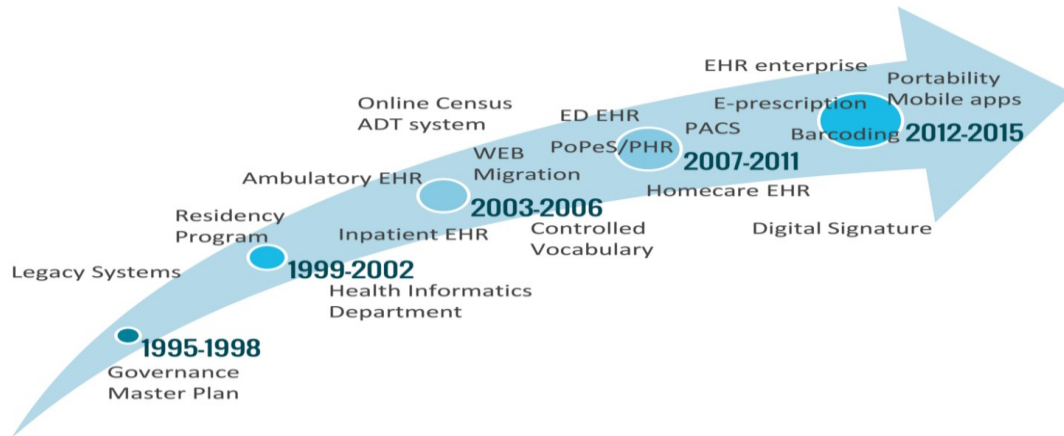 Legacy Systems
1995-1998
Governance
Master Plan
Residency
Program
Ambulatory EHR
1999-2002
Health Informatics
Department
Online Census
ADT system
WEB
Migration
2003-2006
Inpatient EHR
Controlled
Vocabulary
ED EHR
PoPeS/PHR
PACS
2007-2011
Homecare EHR
EHR enterprise
E-prescription
Barcoding
Portability
Mobile apps
2012-2015
Digital Signature